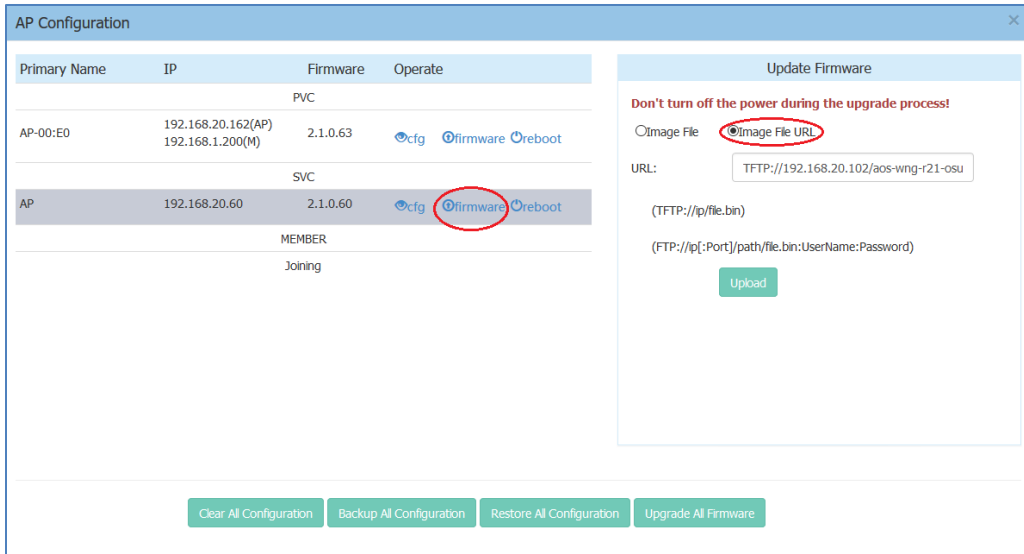 AP Configuration
×
Primary Name IP Firmware Operate
PVC
AP-00:E0 192.168.20.162(AP) 2.1.0.63 cfg firmware reboot
192.168.1.200(M)
SVC
AP 192.168.20.60 2.1.0.60 cfg firmware reboot
MEMBER
Joining
Update Firmware
Don't turn off the power during the upgrade process!
Image File Image File URL
URL: TFTP://192.168.20.102/aos-wng-r21-osu
(TFTP://ip/file.bin)
(FTP://ip[:Port]/path/file.bin:UserName:Password)
Upload
Clear All Configuration Backup All Configuration Restore All Configuration Upgrade All Firmware